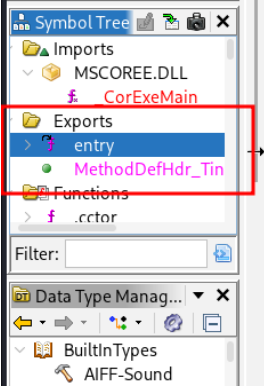 Symbol Tree
Imports
MSCOREE.DLL
_CorExeMain
Exports
entry
MethodDefHdr_Tin
Functions
.cctor
Filter:
Data Type Manag...
BuiltInTypes
AIFF-Sound